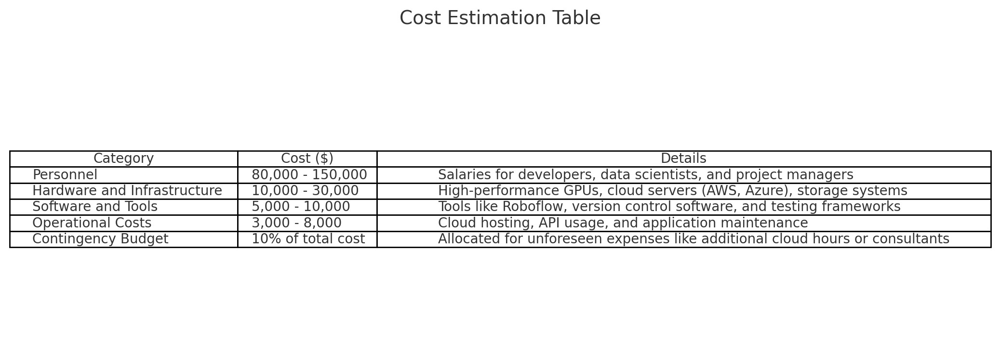 Cost Estimation Table
Category Cost ($) Details
Personnel 80,000 - 150,000 Salaries for developers, data scientists, and project managers
Hardware and Infrastructure 10,000 - 30,000 High-performance GPUs, cloud servers (AWS, Azure), storage systems
Software and Tools 5,000 - 10,000 Tools like Roboflow, version control software, and testing frameworks
Operational Costs 3,000 - 8,000 Cloud hosting, API usage, and application maintenance
Contingency Budget 10% of total cost Allocated for unforeseen expenses like additional cloud hours or consultants